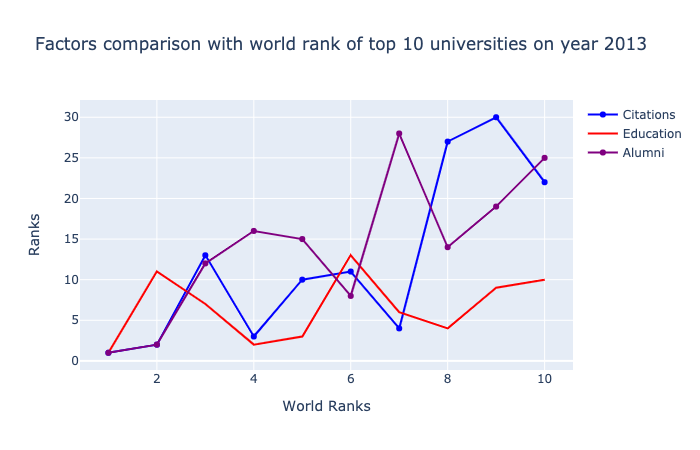 Factors comparison with world rank of top 10 universities on year 2013
30
25
20
15
10
5
0
Ranks
2
4
6
8
10
World Ranks
Citations
Education
Alumni